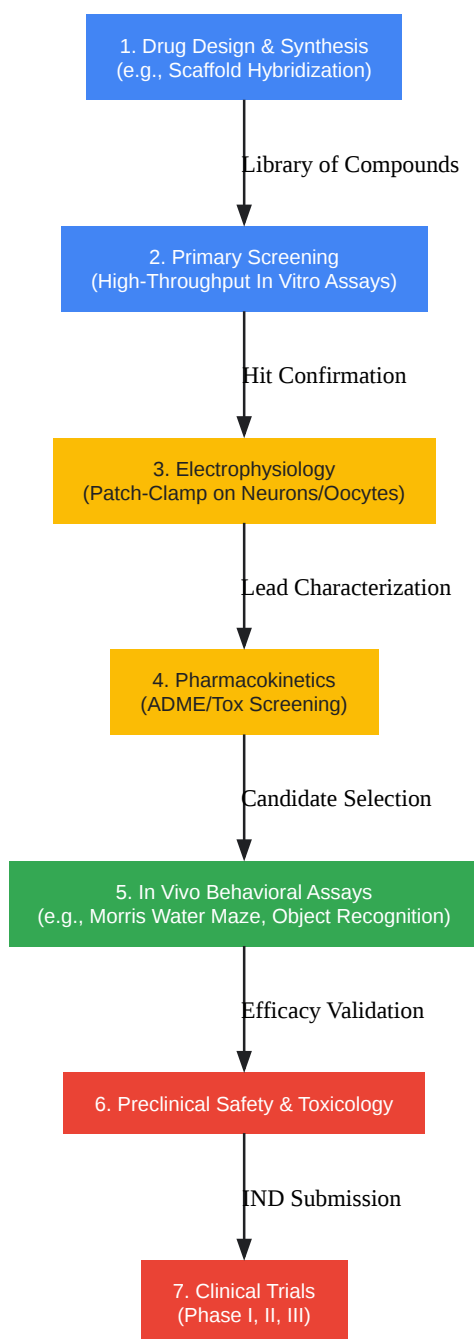 1. Drug Design & Synthesis
(e.g., Scaffold Hybridization)
Library of Compounds
2. Primary Screening
(High-Throughput In Vitro Assays)
Hit Confirmation
3. Electrophysiology
(Patch-Clamp on Neurons/Oocytes)
Lead Characterization
4. Pharmacokinetics
(ADME/Tox Screening)
Candidate Selection
5. In Vivo Behavioral Assays
(e.g., Morris Water Maze, Object Recognition)
Efficacy Validation
6. Preclinical Safety & Toxicology
IND Submission
7. Clinical Trials
(Phase I, II, III)